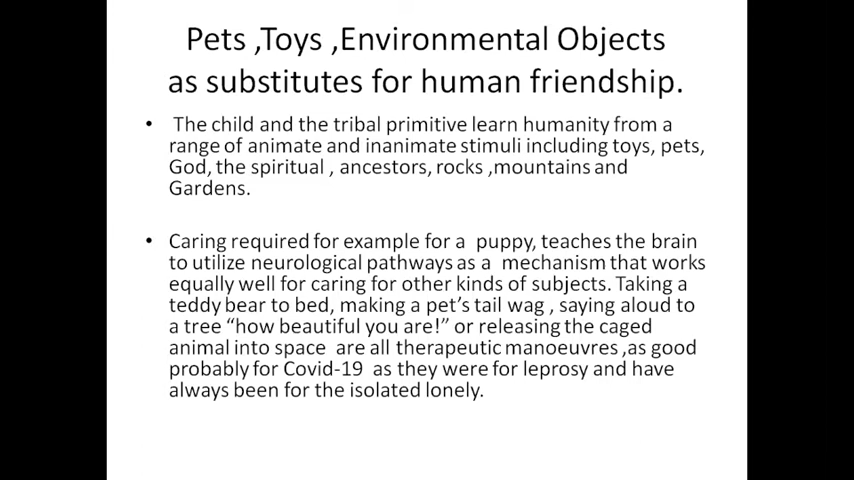 Pets ,Toys ,Environmental Objects
as substitutes for human friendship.
• The child and the tribal primitive learn humanity from a
range of animate and inanimate stimuli including toys, pets,
God, the spiritual , ancestors, rocks ,mountains and
Gardens.
• Caring required for example for a puppy, teaches the brain
to utilize neurological pathways as a mechanism that works
equally well for caring for other kinds of subjects. Taking a
teddy bear to bed, making a pet's tail wag , saying aloud to
a tree “how beautiful you are!” or releasing the caged
animal into space are all therapeutic manoeuvres ,as good
probably for Covid-19 as they were for leprosy and have
always been for the isolated lonely.